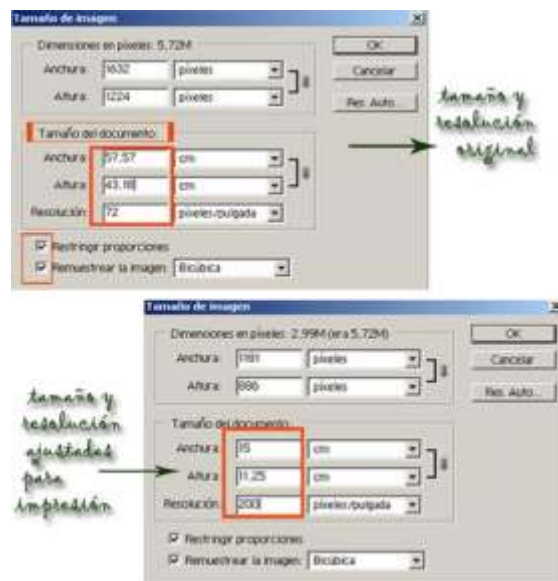 Tamaño de imagen
Dimensiones en píxeles: 5,72M
Anchura: 1632 píxeles
Altura: 1224 píxeles
OK
Cancelar
Res. Auto...
Tamaño del documento:
Anchura: 57,57 cm
Altura: 43,18 cm
Resolución: 72 píxeles/pulgada
Restringir proporciones
Remuestrear la imagen: Bicúbica
tamaño y
resolución
original
Tamaño de imagen
Dimensiones en píxeles: 2,99M (era 5,72M)
Anchura: 1181 píxeles
Altura: 886 píxeles
OK
Cancelar
Res. Auto...
Tamaño del documento:
Anchura: 15 cm
Altura: 11,25 cm
Resolución: 200 píxeles/pulgada
Restringir proporciones
Remuestrear la imagen: Bicúbica
tamaño y
resolución
ajustadas
para
impresión